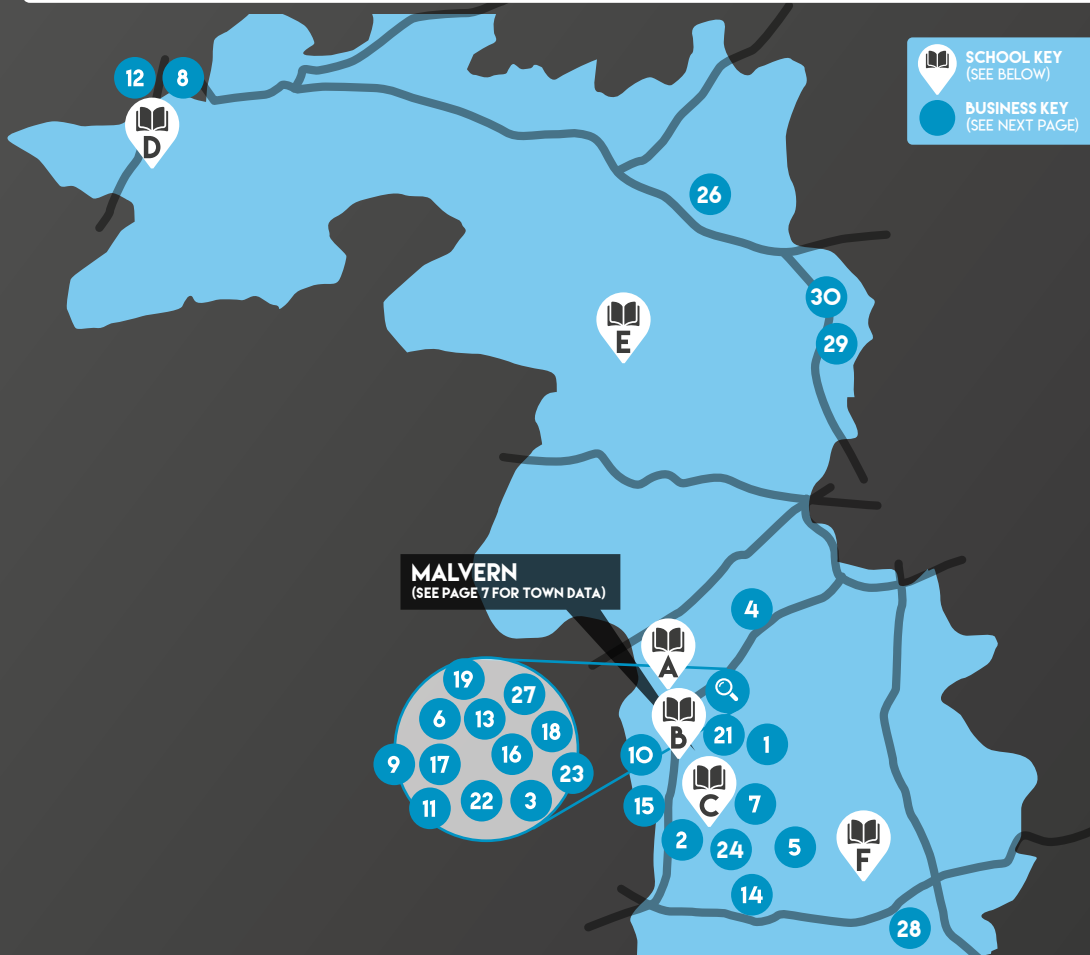 SCHOOL KEY
(SEE BELOW)
BUSINESS KEY
(SEE NEXT PAGE)
12
8
D
26
30
E
29
MALVERN
(SEE PAGE 7 FOR TOWN DATA)
4
A
19
27
6
13
18
B
21
1
10
9
17
16
23
11
22
3
15
C
7
2
24
5
F
14
28